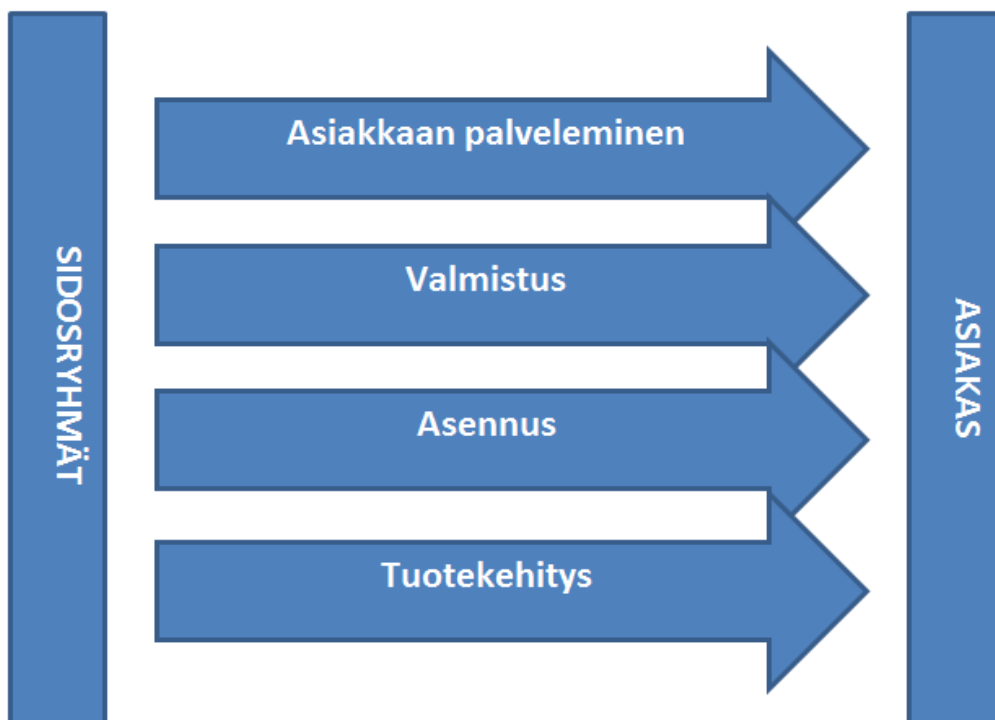 SIDOSRYHMÄT
Asiakkaan palveleminen
Valmistus
Asennus
Tuotekehitys
ASIAKAS